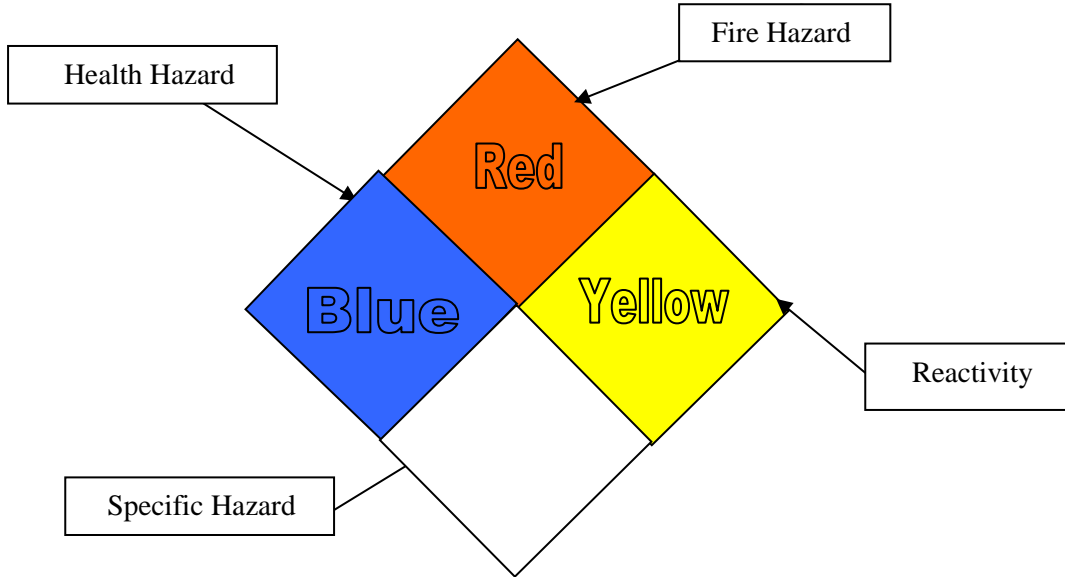 Fire Hazard
Health Hazard
Red
Blue
Yellow
Reactivity
Specific Hazard